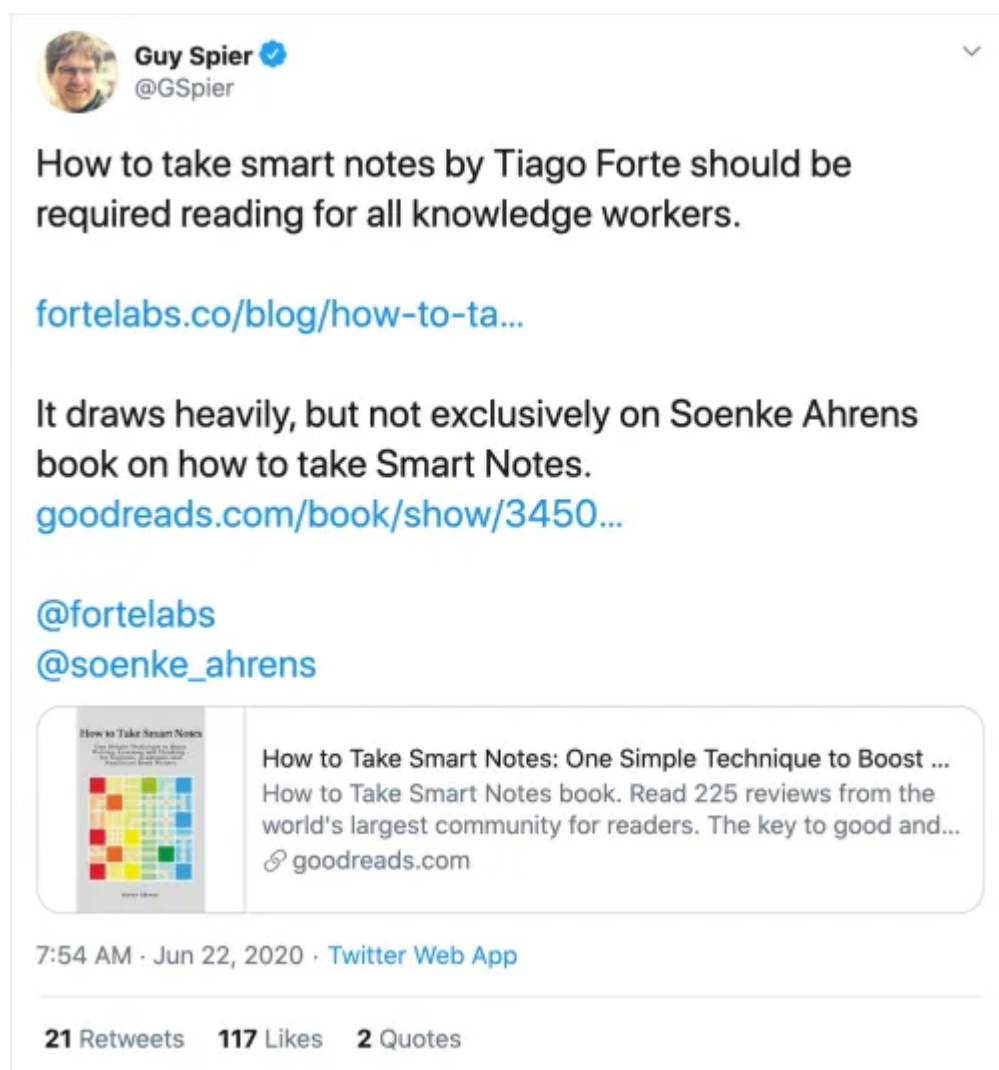 Guy Spier
@GSpier
How to take smart notes by Tiago Forte should be
required reading for all knowledge workers.
fortelabs.co/blog/how-to-ta...
It draws heavily, but not exclusively on Soenke Ahrens
book on how to take Smart Notes.
goodreads.com/book/show/3450...
@fortelabs
@soenke_ahrens
How to Take Smart Notes
How to Take Smart Notes: One Simple Technique to Boost ...
How to Take Smart Notes book. Read 225 reviews from the
world's largest community for readers. The key to good and...
goodreads.com
7:54 AM · Jun 22, 2020 · Twitter Web App
21 Retweets 117 Likes 2 Quotes